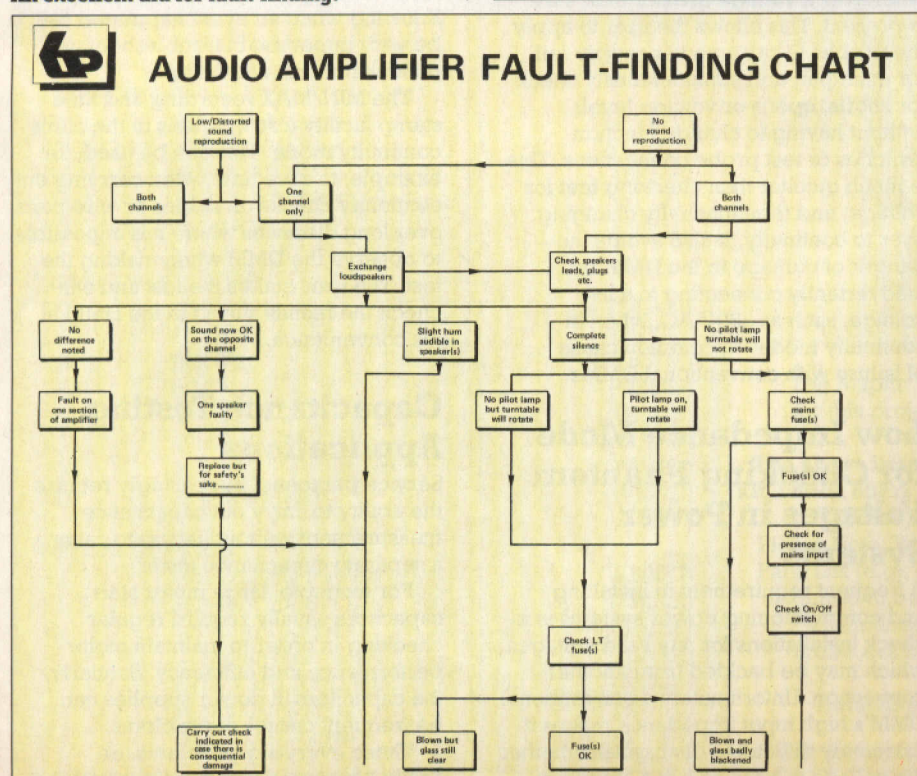 AUDIO AMPLIFIER FAULT-FINDING CHART
Low/Distorted
sound
reproduction
No
sound
reproduction
Both
channels
One
channel
only
Both
channels
Exchange
loudspeakers
Check speakers
leads, plugs
etc.
No
difference
noted
Sound now OK
on the opposite
channel
Slight hum
audible in
speaker(s)
Complete
silence
No pilot lamp
turntable will
not rotate
Fault on
one section
of amplifier
One speaker
faulty
No pilot lamp
but turntable
will rotate
Pilot lamp on,
turntable will
rotate
Check
mains
fuse(s)
Replace but
for safety's
sake ..........
Fuse(s) OK
Check for
presence of
mains input
Check On/Off
switch
Check LT
fuse(s)
Carry out check
indicated in
case there is
consequential
damage
Blown but
glass still
clear
Fuse(s)
OK
Blown and
glass badly
blackened